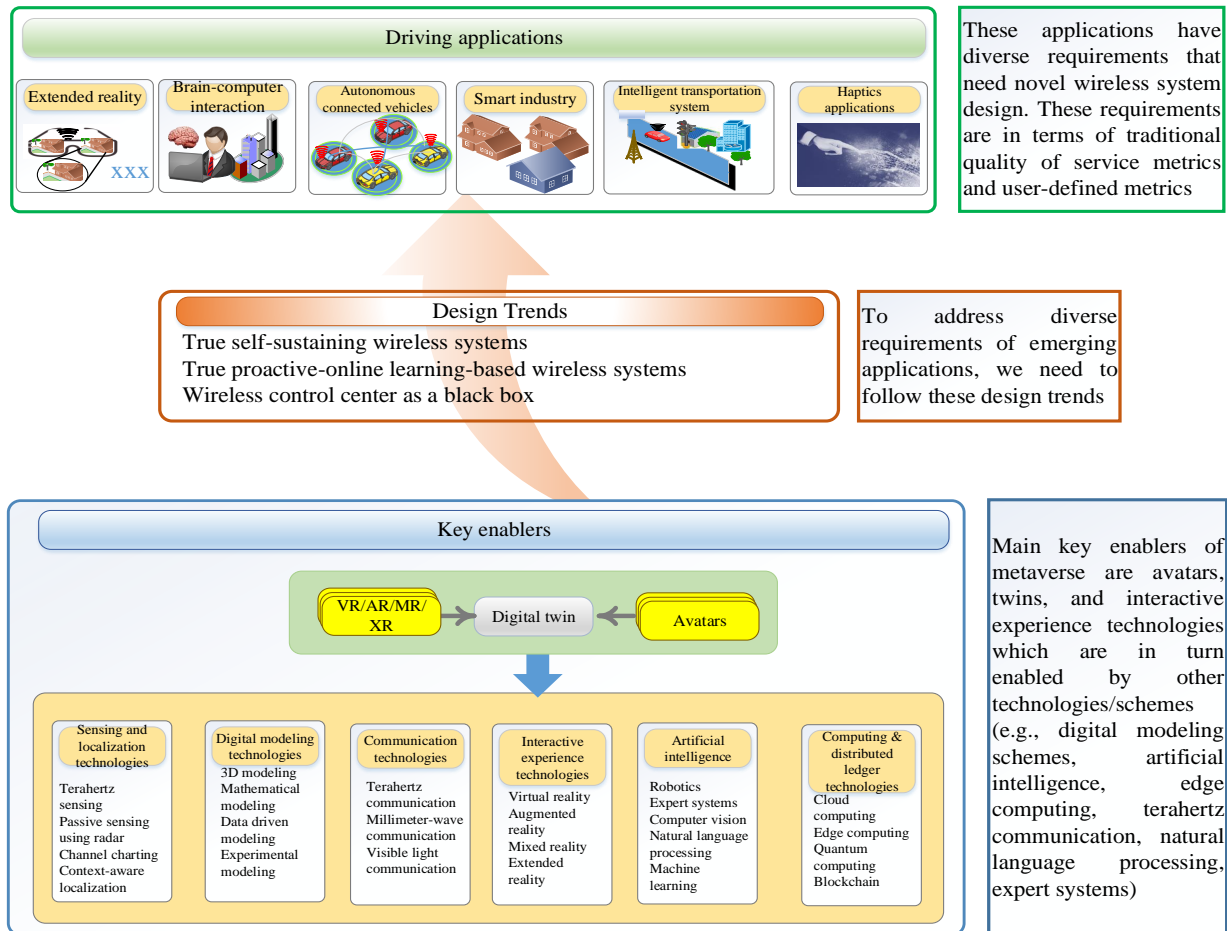 Driving applications
Extended reality
XXX
Brain-computer
interaction
Autonomous
connected vehicles
Smart industry
Intelligent transportation
system
Haptics
applications
These applications have
diverse requirements that
need novel wireless system
design. These requirements
are in terms of traditional
quality of service metrics
and user-defined metrics
Design Trends
True self-sustaining wireless systems
True proactive-online learning-based wireless systems
Wireless control center as a black box
To address diverse
requirements of emerging
applications, we need to
follow these design trends
Key enablers
VR/AR/MR/
XR
Digital twin
Avatars
Sensing and
localization
technologies
Terahertz
sensing
Passive sensing
using radar
Channel charting
Context-aware
localization
Digital modeling
technologies
3D modeling
Mathematical
modeling
Data driven
modeling
Experimental
modeling
Communication
technologies
Terahertz
communication
Millimeter-wave
communication
Visible light
communication
Interactive
experience
technologies
Virtual reality
Augmented
reality
Mixed reality
Extended
reality
Artificial
intelligence
Robotics
Expert systems
Computer vision
Natural language
processing
Machine
learning
Computing &
distributed
ledger
technologies
Cloud
computing
Edge computing
Quantum
computing
Blockchain
Main key enablers of
metaverse are avatars,
twins, and interactive
experience technologies
which are in turn
enabled by other
technologies/schemes
(e.g., digital modeling
schemes, artificial
intelligence, edge
computing, terahertz
communication, natural
language processing,
expert systems)